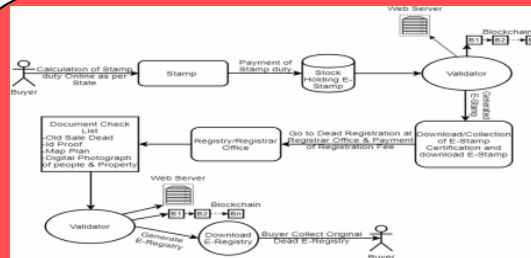 Web Server
Blockchain
B1 B2
Calculation of Stamp
duty Online as per
State
Buyer
Stamp
Payment of
Stamp duty
Stock
Holding E-
Stamp
Validator
Generated
E-Stamp
Document Check
List
-Old Sale Dead
-Id Proof
-Map Plan
-Digital Photograph
of people & Property
Registry/Registrar
Office
Go to Dead Registration at
Registrar Office & Payment
of Registration Fee
Download/Collection
of E-Stamp
Certification and
download E-Stamp
Web Server
Blockchain
B1 B2 Bn
Validator
Generate
E-Registry
Download
E-Registry
Buyer Collect Original
Dead E-Registry
Buyer